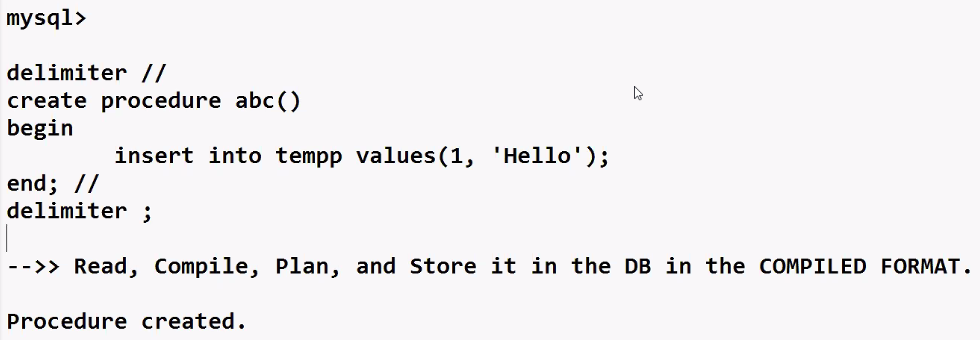 mysql>
delimiter //
create procedure abc()
begin
insert into tempp values(1, 'Hello');
end; //
delimiter ;
-->> Read, Compile, Plan, and Store it in the DB in the COMPILED FORMAT.
Procedure created.